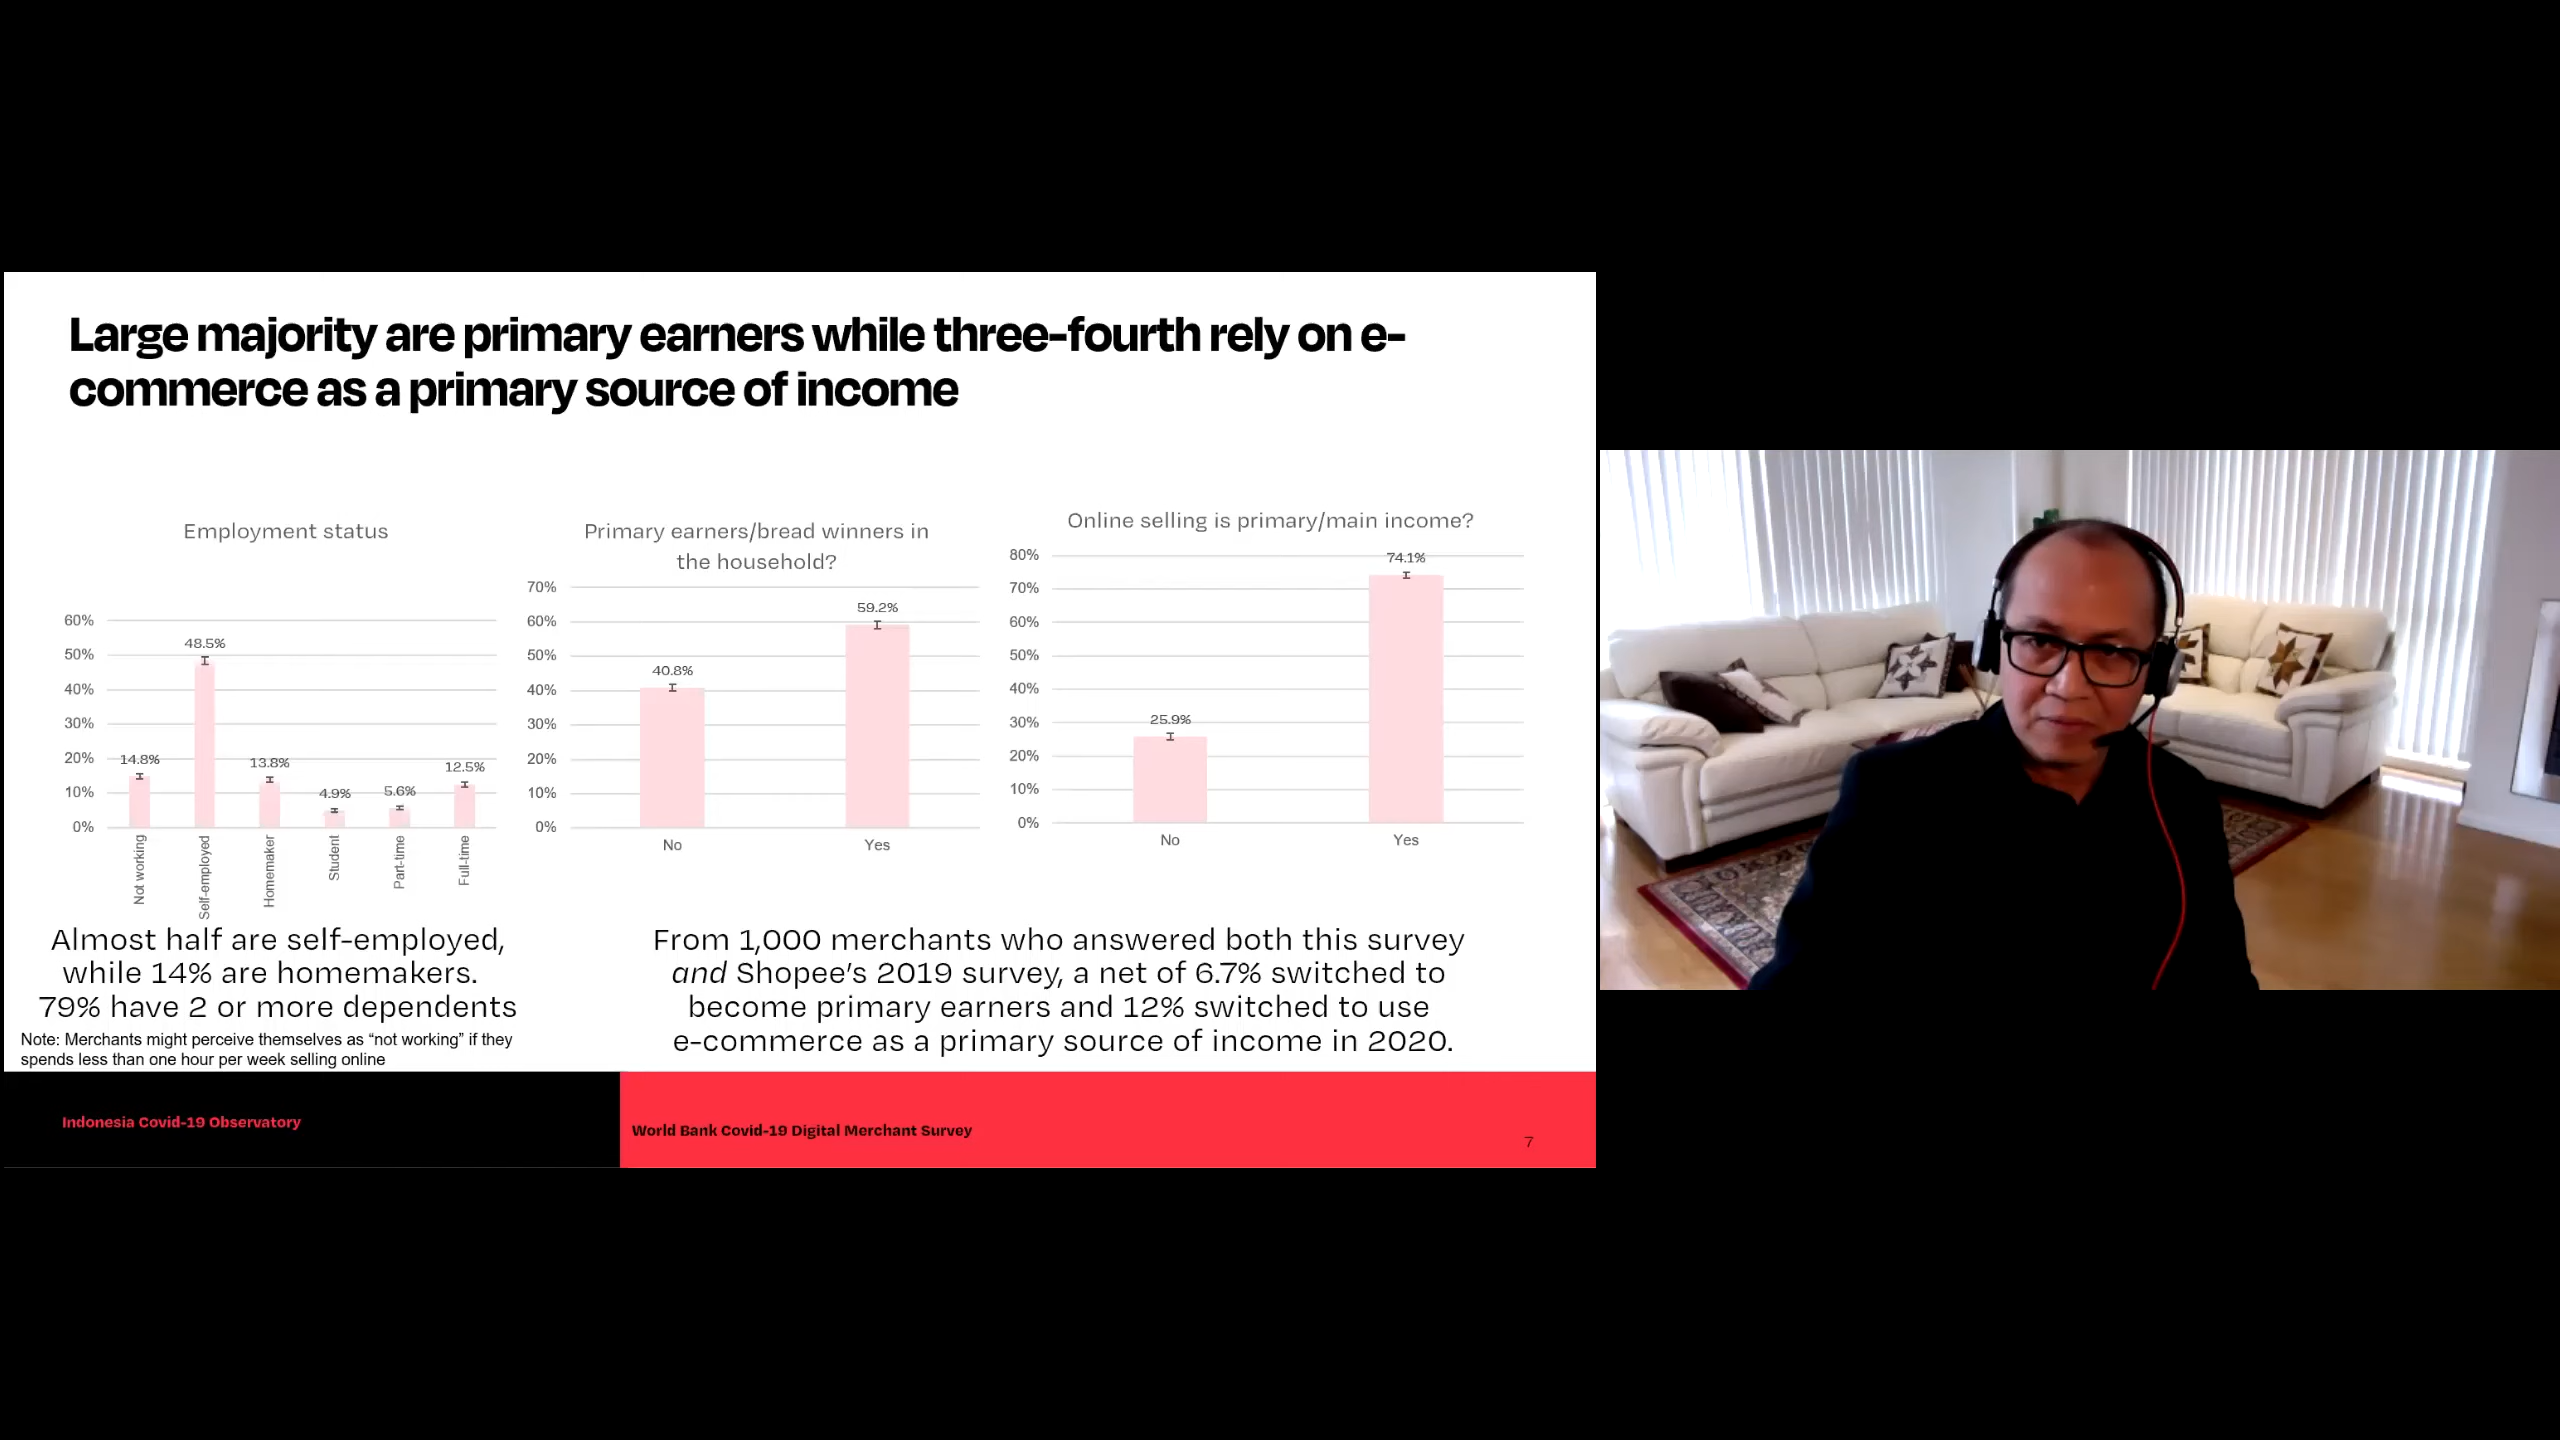 Large majority are primary earners while three-fourth rely on e-
commerce as a primary source of income
Employment status
60%
50%
40%
30%
20%
10%
0%
14.8%
48.5%
13.8%
4.9%
5.6%
12.5%
Not working
Self-employed
Homemaker
Student
Part-time
Full-time
Primary earners/bread winners in
the household?
70%
60%
50%
40%
30%
20%
10%
0%
40.8%
59.2%
No
Yes
Online selling is primary/main income?
80%
70%
60%
50%
40%
30%
20%
10%
0%
25.9%
74.1%
No
Yes
Almost half are self-employed,
while 14% are homemakers.
79% have 2 or more dependents
Note: Merchants might perceive themselves as “not working” if they
spends less than one hour per week selling online
From 1,000 merchants who answered both this survey
and Shopee’s 2019 survey, a net of 6.7% switched to
become primary earners and 12% switched to use
e-commerce as a primary source of income in 2020.
Indonesia Covid-19 Observatory
World Bank Covid-19 Digital Merchant Survey
7